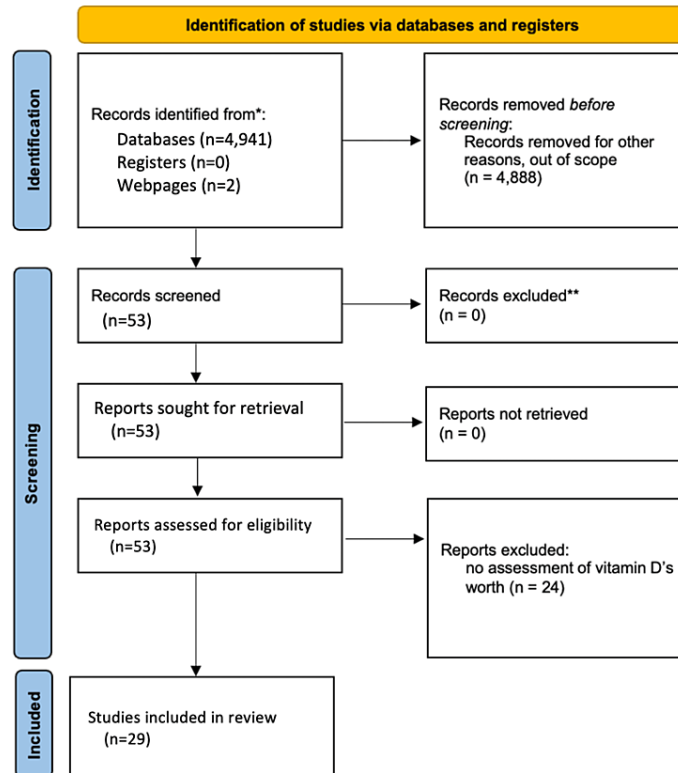 Identification of studies via databases and registers
Identification
Records identified from*:
Databases (n=4,941)
Registers (n=0)
Webpages (n=2)
Records removed before
screening:
Records removed for other
reasons, out of scope
(n = 4,888)
Screening
Records screened
(n=53)
Records excluded**
(n = 0)
Reports sought for retrieval
(n=53)
Reports not retrieved
(n = 0)
Reports assessed for eligibility
(n=53)
Reports excluded:
no assessment of vitamin D's
worth (n = 24)
Included
Studies included in review
(n=29)